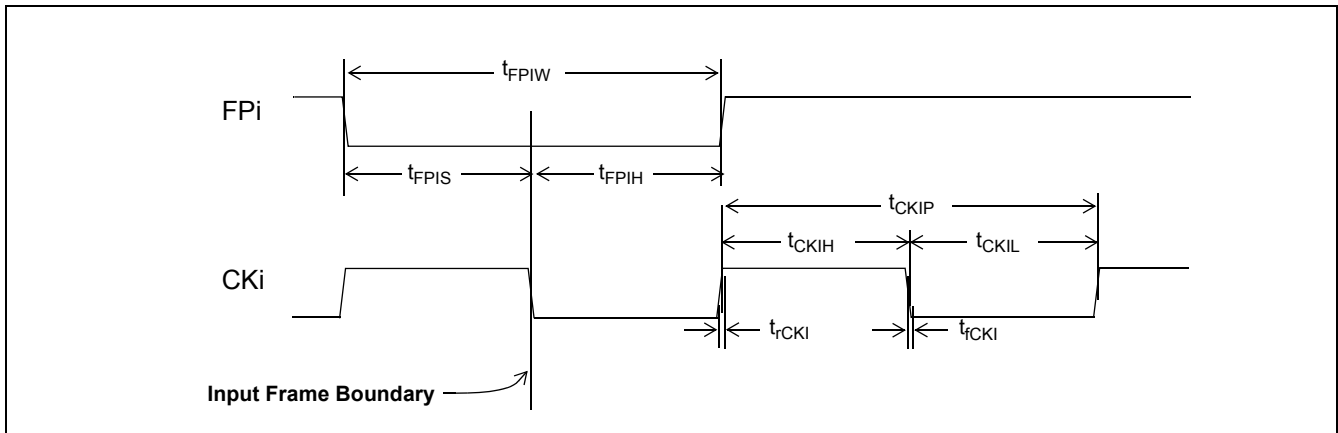 tFPIW
FPi
tFPIS
tFPIH
tCKIP
tCKIH
tCKIL
CKi
trCKI
tfCKI
Input Frame Boundary